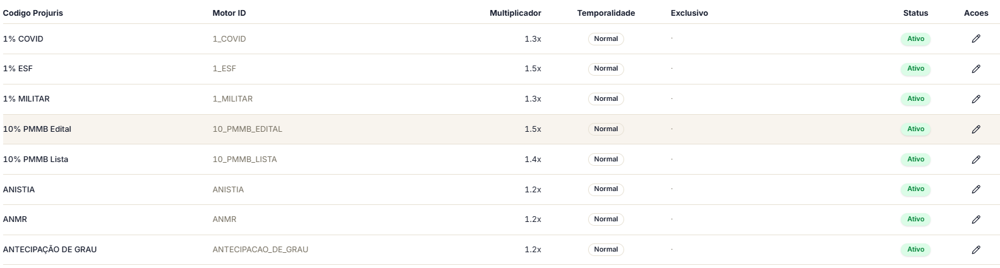 Codigo Projuris Motor ID Multiplicador Temporalidade Exclusivo Status Acoes
1% COVID 1_COVID 1.3x Normal - Ativo
1% ESF 1_ESF 1.5x Normal - Ativo
1% MILITAR 1_MILITAR 1.3x Normal - Ativo
10% PMMB Edital 10_PMMB_EDITAL 1.5x Normal - Ativo
10% PMMB Lista 10_PMMB_LISTA 1.4x Normal - Ativo
ANISTIA ANISTIA 1.2x Normal - Ativo
ANMR ANMR 1.2x Normal - Ativo
ANTECIPAÇÃO DE GRAU ANTECIPACAO_DE_GRAU 1.2x Normal - Ativo